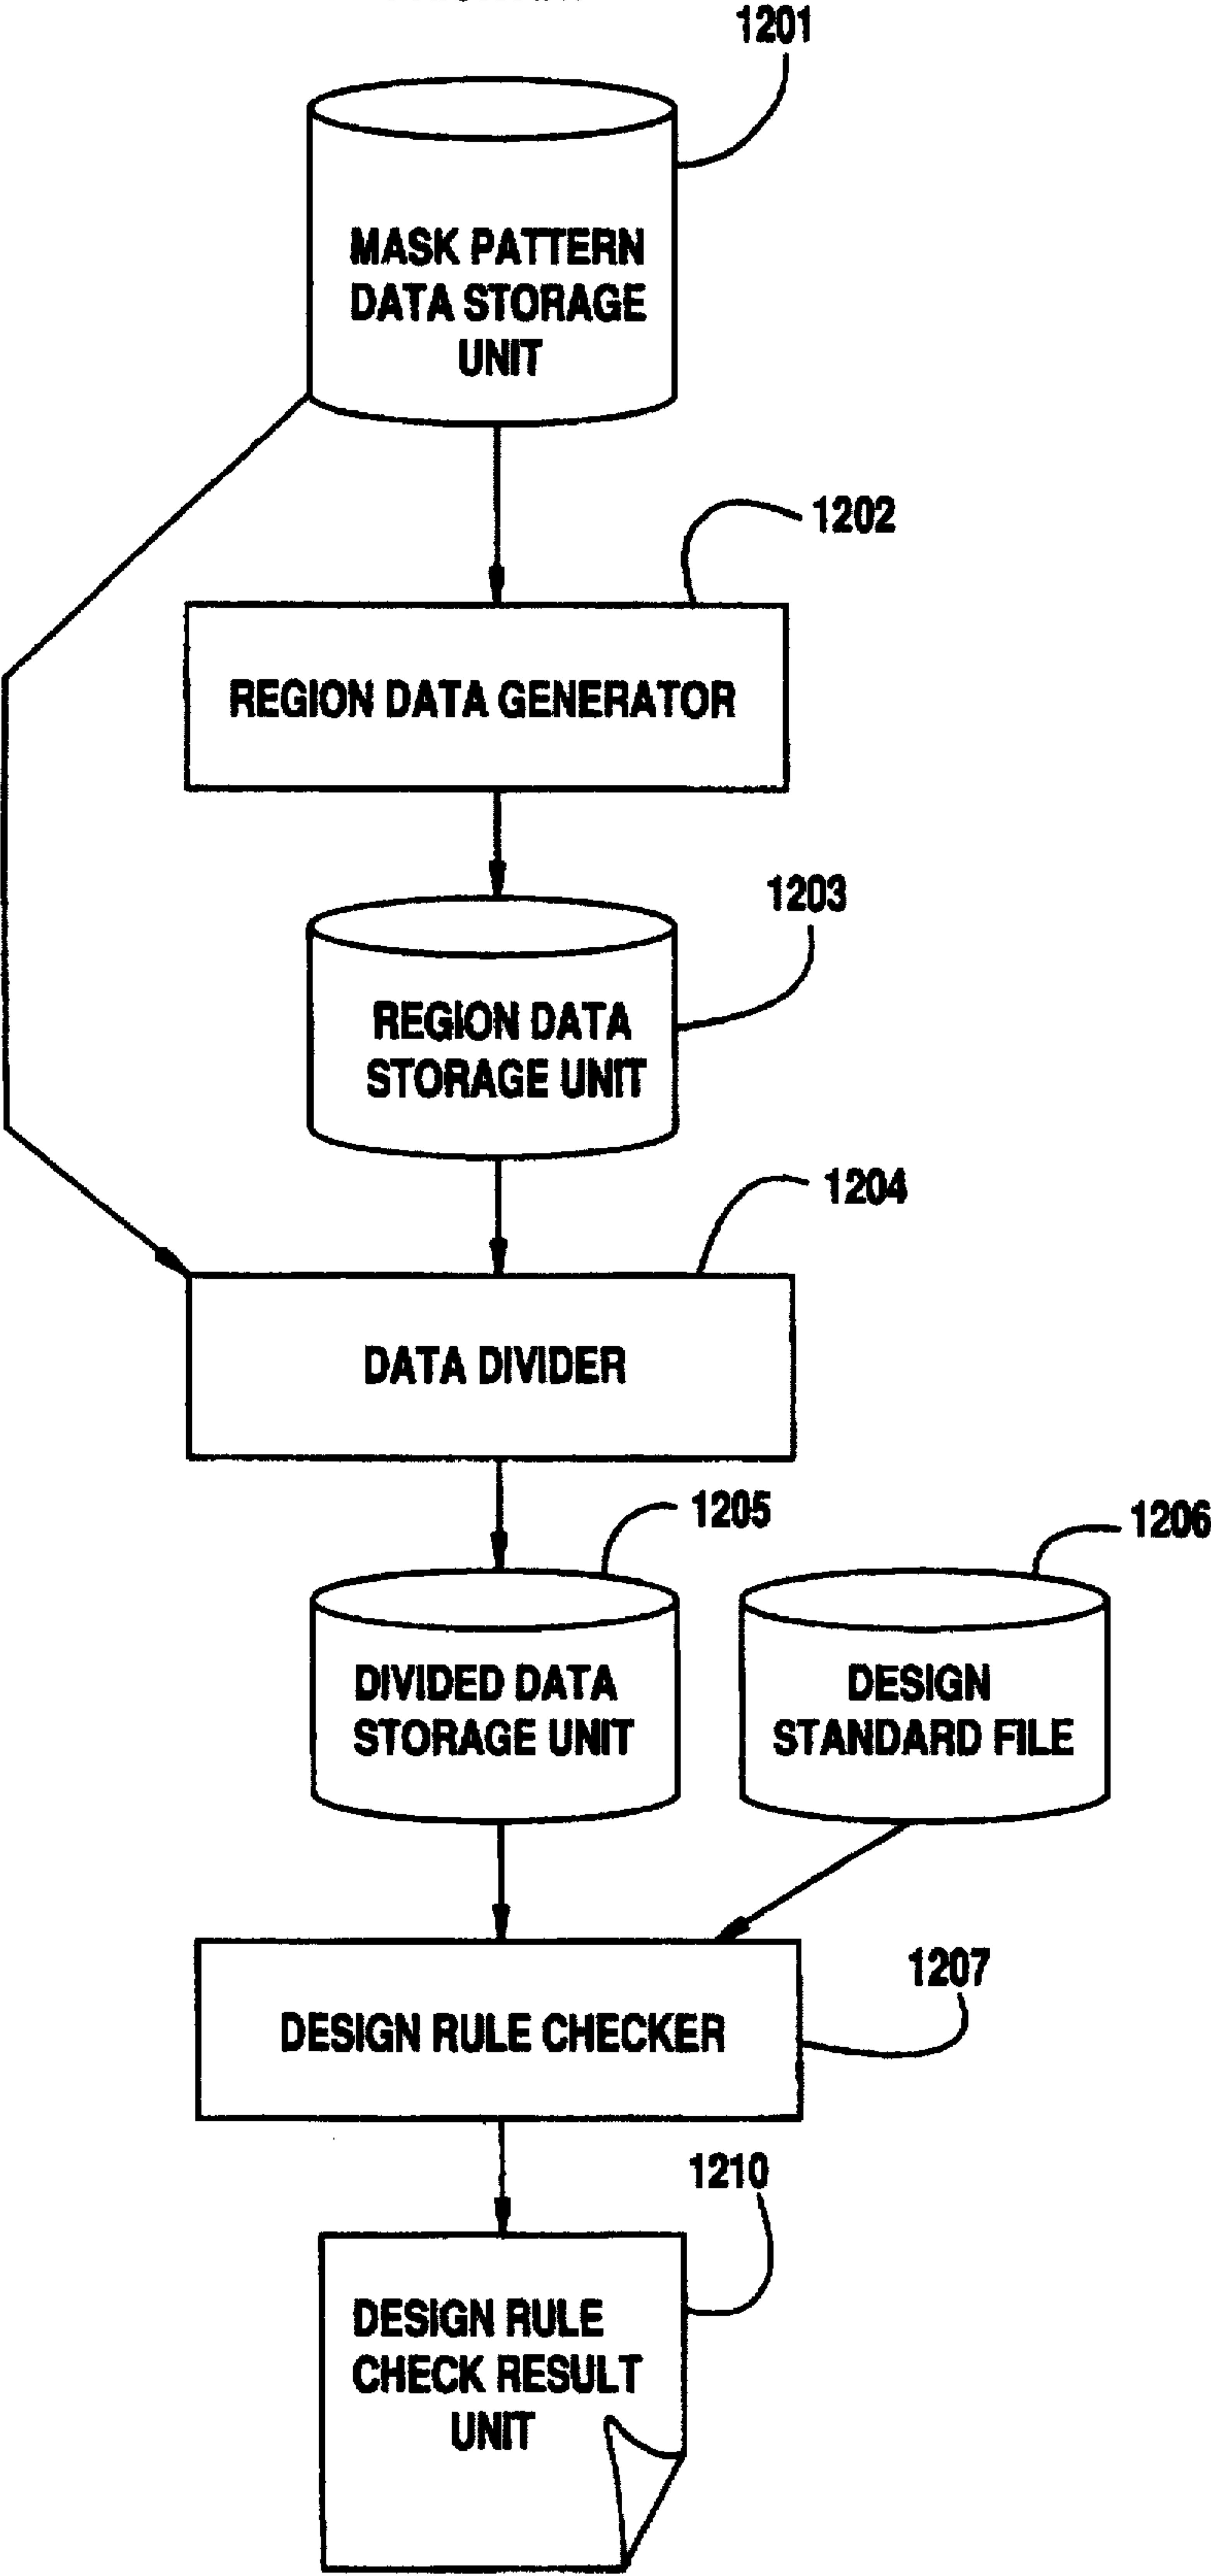 1201
MASK PATTERN
DATA STORAGE
UNIT
1202
REGION DATA GENERATOR
1203
REGION DATA
STORAGE UNIT
1204
DATA DIVIDER
1205
1206
DIVIDED DATA
STORAGE UNIT
DESIGN
STANDARD FILE
1207
DESIGN RULE CHECKER
1210
DESIGN RULE
CHECK RESULT
UNIT